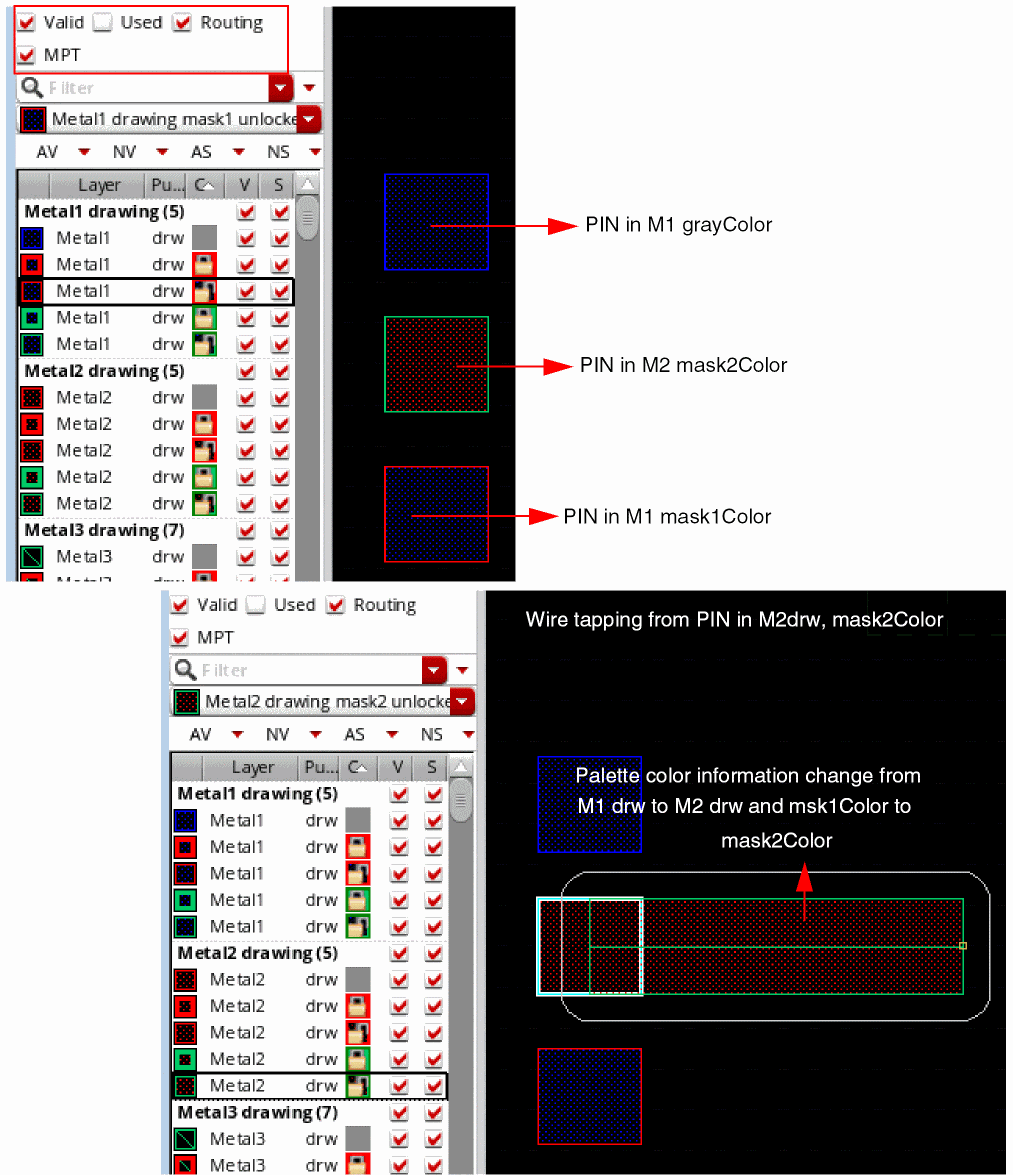 Valid Used Routing
MPT
Filter
Metal1 drawing mask1 unlocke
AV NV AS NS
Layer Pu... C V S
Metal1 drawing (5)
Metal1 drw
Metal1 drw
Metal1 drw
Metal1 drw
Metal1 drw
Metal2 drawing (5)
Metal2 drw
Metal2 drw
Metal2 drw
Metal2 drw
Metal2 drw
Metal3 drawing (7)
Metal3 drw
PIN in M1 grayColor
PIN in M2 mask2Color
PIN in M1 mask1Color
Valid Used Routing
MPT
Filter
Metal2 drawing mask2 unlocke
AV NV AS NS
Layer Pu... C V S
Metal1 drawing (5)
Metal1 drw
Metal1 drw
Metal1 drw
Metal1 drw
Metal1 drw
Metal2 drawing (5)
Metal2 drw
Metal2 drw
Metal2 drw
Metal2 drw
Metal2 drw
Metal3 drawing (7)
Metal3 drw
Metal3 drw
Wire tapping from PIN in M2drw, mask2Color
Palette color information change from
M1 drw to M2 drw and msk1Color to
mask2Color